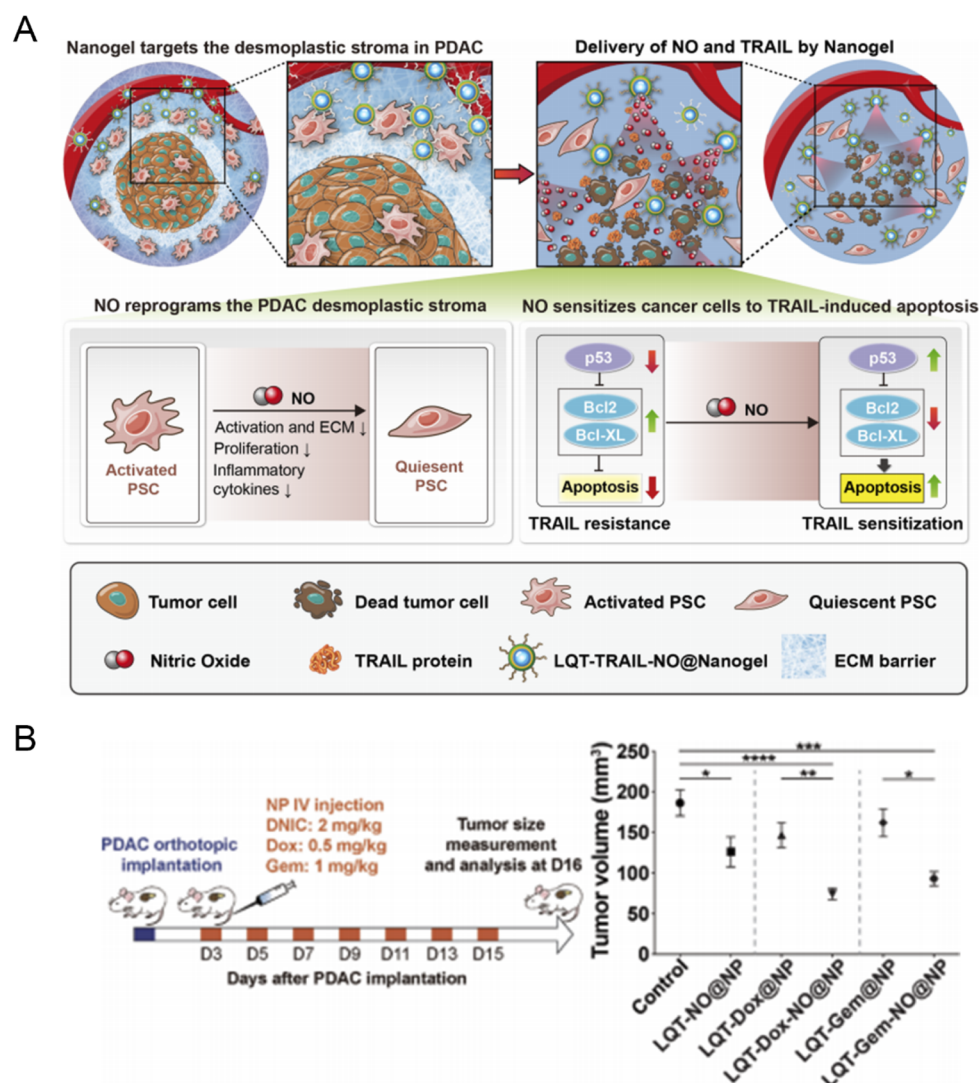 A
Nanogel targets the desmoplastic stroma in PDAC
Delivery of NO and TRAIL by Nanogel
NO reprograms the PDAC desmoplastic stroma
NO sensitizes cancer cells to TRAIL-induced apoptosis
Activated
PSC
NO
Activation and ECM ↓
Proliferation ↓
Inflammatory
cytokines ↓
Quiesent
PSC
p53
Bcl2
Bcl-XL
Apoptosis
TRAIL resistance
NO
p53
Bcl2
Bcl-XL
Apoptosis
TRAIL sensitization
Tumor cell
Dead tumor cell
Activated PSC
Quiescent PSC
Nitric Oxide
TRAIL protein
LQT-TRAIL-NO@Nanogel
ECM barrier
B
PDAC orthotopic
implantation
NP IV injection
DNIC: 2 mg/kg
Dox: 0.5 mg/kg
Gem: 1 mg/kg
Tumor size
measurement
and analysis at D16
D3 D5 D7 D9 D11 D13 D15
Days after PDAC implantation
Tumor volume (mm³)
250
200
150
100
50
0
***
****
* ** *
Control
LQT-NO@NP
LQT-Dox@NP
LQT-Dox-NO@NP
LQT-Gem@NP
LQT-Gem-NO@NP